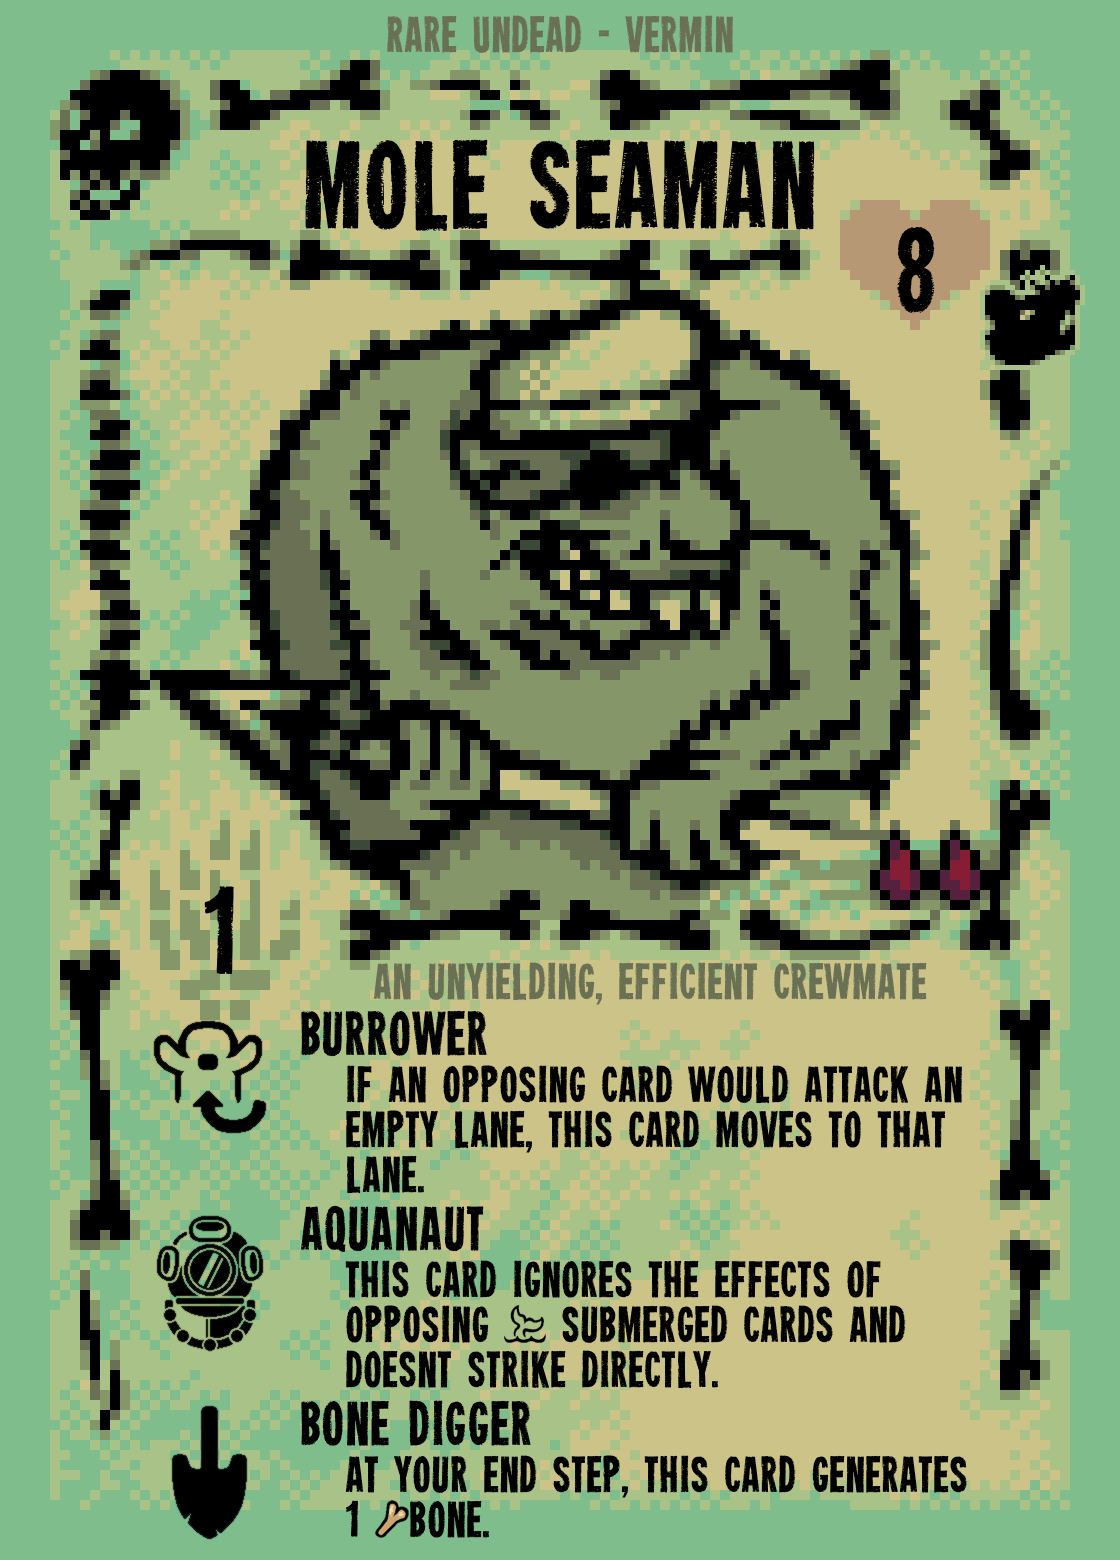 RARE UNDEAD - VERMIN
MOLE SEAMAN
8
1
AN UNYIELDING, EFFICIENT CREWMATE
BURROWER
IF AN OPPOSING CARD WOULD ATTACK AN
EMPTY LANE, THIS CARD MOVES TO THAT
LANE.
AQUANAUT
THIS CARD IGNORES THE EFFECTS OF
OPPOSING SUBMERGED CARDS AND
DOESNT STRIKE DIRECTLY.
BONE DIGGER
AT YOUR END STEP, THIS CARD GENERATES
1 BONE.